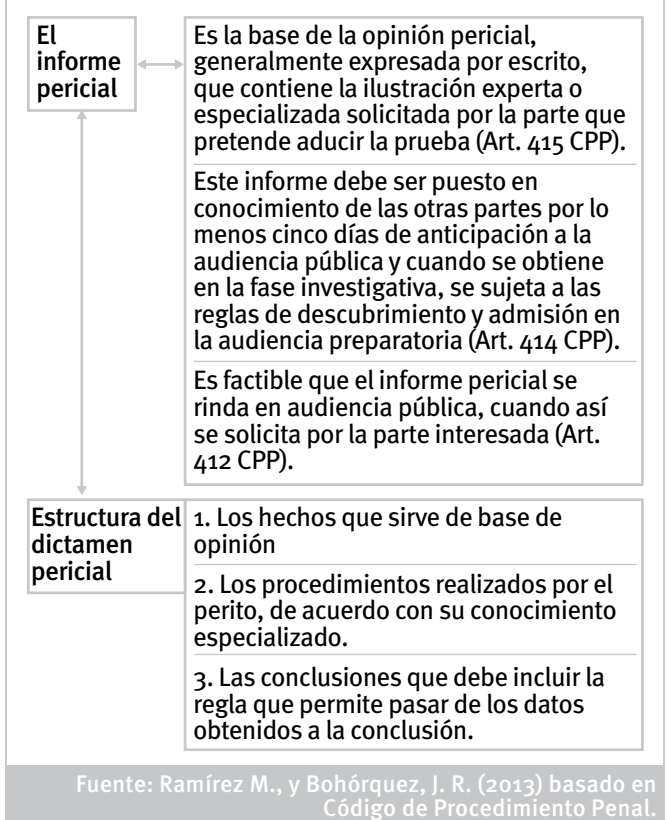 El
informe
pericial
Es la base de la opinión pericial,
generalmente expresada por escrito,
que contiene la ilustración experta o
especializada solicitada por la parte que
pretende aducir la prueba (Art. 415 CPP).
Este informe debe ser puesto en
conocimiento de las otras partes por lo
menos cinco días de anticipación a la
audiencia pública y cuando se obtiene
en la fase investigativa, se sujeta a las
reglas de descubrimiento y admisión en
la audiencia preparatoria (Art. 414 CPP).
Es factible que el informe pericial se
rinda en audiencia pública, cuando así
se solicita por la parte interesada (Art.
412 CPP).
Estructura del
dictamen
pericial
1. Los hechos que sirve de base de
opinión
2. Los procedimientos realizados por el
perito, de acuerdo con su conocimiento
especializado.
3. Las conclusiones que debe incluir la
regla que permite pasar de los datos
obtenidos a la conclusión.
Fuente: Ramírez M., y Bohórquez, J. R. (2013) basado en
Código de Procedimiento Penal.